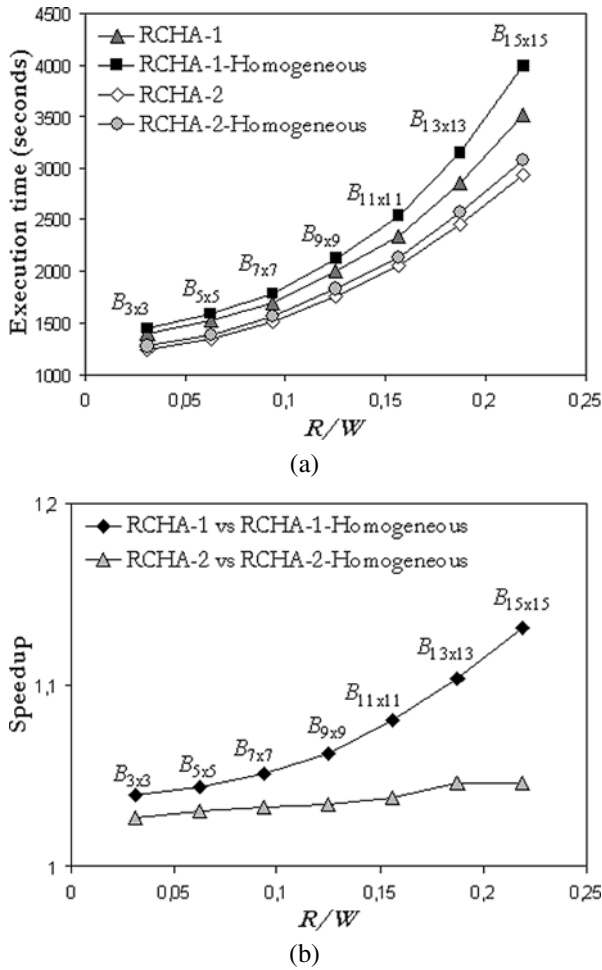 RCHA-1
RCHA-1-Homogeneous
RCHA-2
RCHA-2-Homogeneous
Execution time (seconds)
4500
4000
3500
3000
2500
2000
1500
1000
B3x3
B5x5
B7x7
B9x9
B11x11
B13x13
B15x15
0
0,05
0,1
0,15
0,2
0,25
R/W
(a)
RCHA-1 vs RCHA-1-Homogeneous
RCHA-2 vs RCHA-2-Homogeneous
Speedup
1,2
1,1
1
B3x3
B5x5
B7x7
B9x9
B11x11
B13x13
B15x15
0
0,05
0,1
0,15
0,2
0,25
R/W
(b)